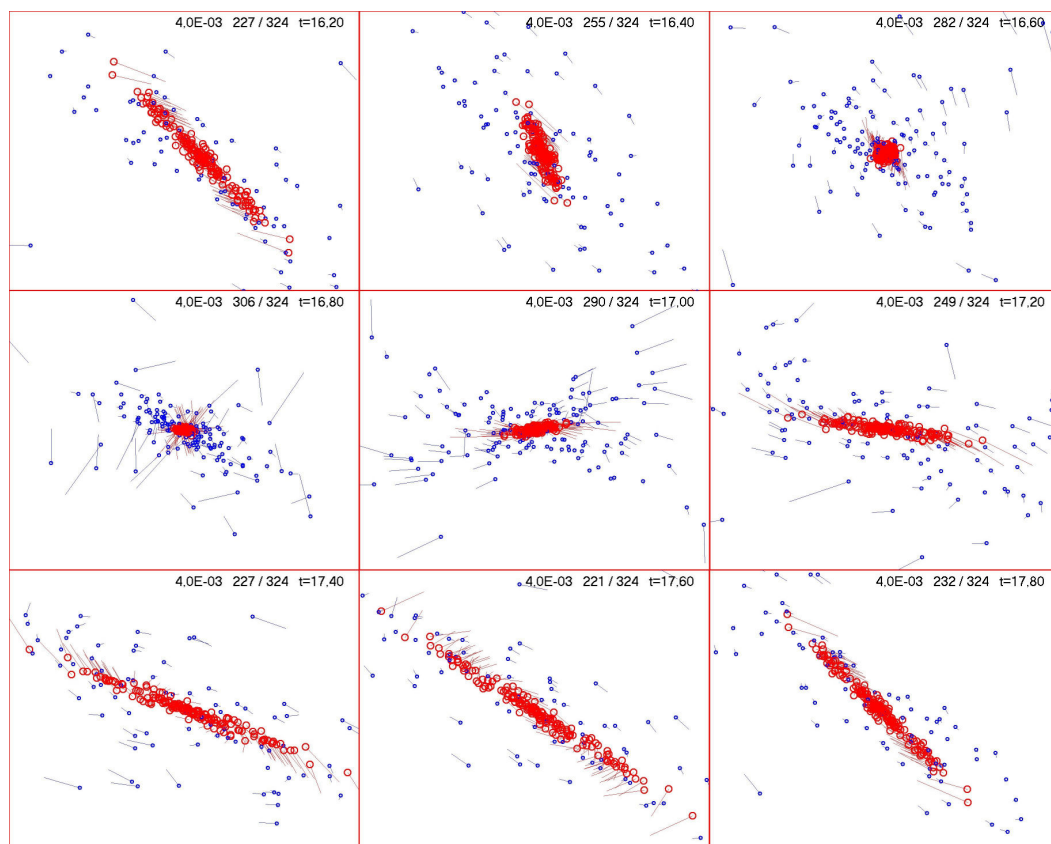 4,0E-03 227 / 324 t=16,20
4,0E-03 255 / 324 t=16,40
4,0E-03 282 / 324 t=16,60
4,0E-03 306 / 324 t=16,80
4,0E-03 290 / 324 t=17,00
4,0E-03 249 / 324 t=17,20
4,0E-03 227 / 324 t=17,40
4,0E-03 221 / 324 t=17,60
4,0E-03 232 / 324 t=17,80